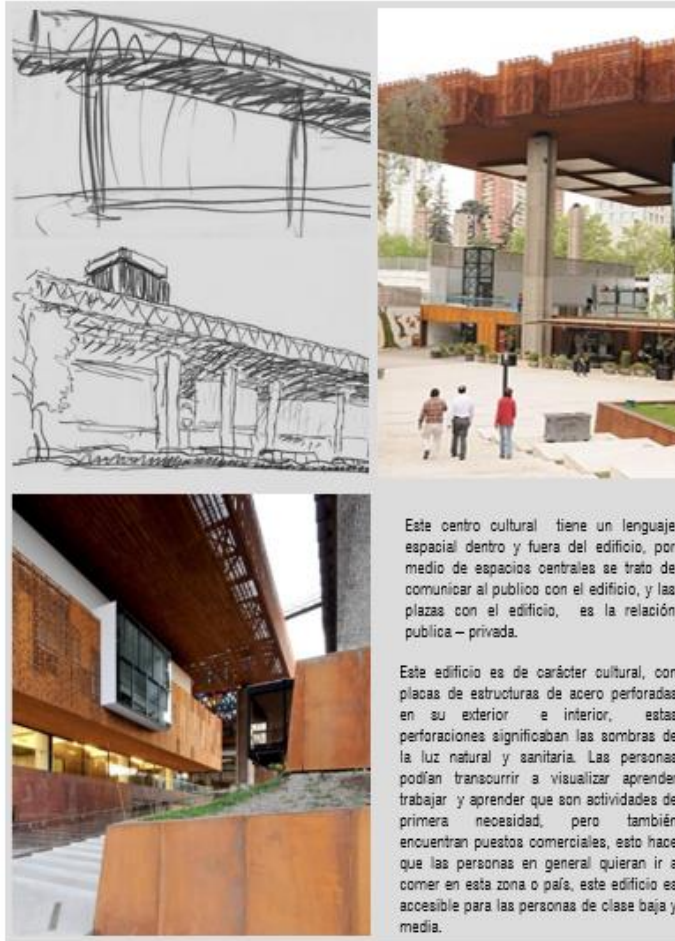 Este centro cultural tiene un lenguaje
espacial dentro y fuera del edificio, por
medio de espacios centrales se trato de
comunicar al publico con el edificio, y las
plazas con el edificio, es la relación
publica – privada.
Este edificio es de carácter cultural, con
placas de estructuras de acero perforadas
en su exterior e interior, estas
perforaciones significaban las sombras de
la luz natural y sanitaria. Las personas
podían transcurrir a visualizar aprender
trabajar y aprender que son actividades de
primera necesidad, pero también
encuentran puestos comerciales, esto hace
que las personas en general quieran ir a
comer en esta zona o país, este edificio es
accesible para las personas de clase baja y
media.